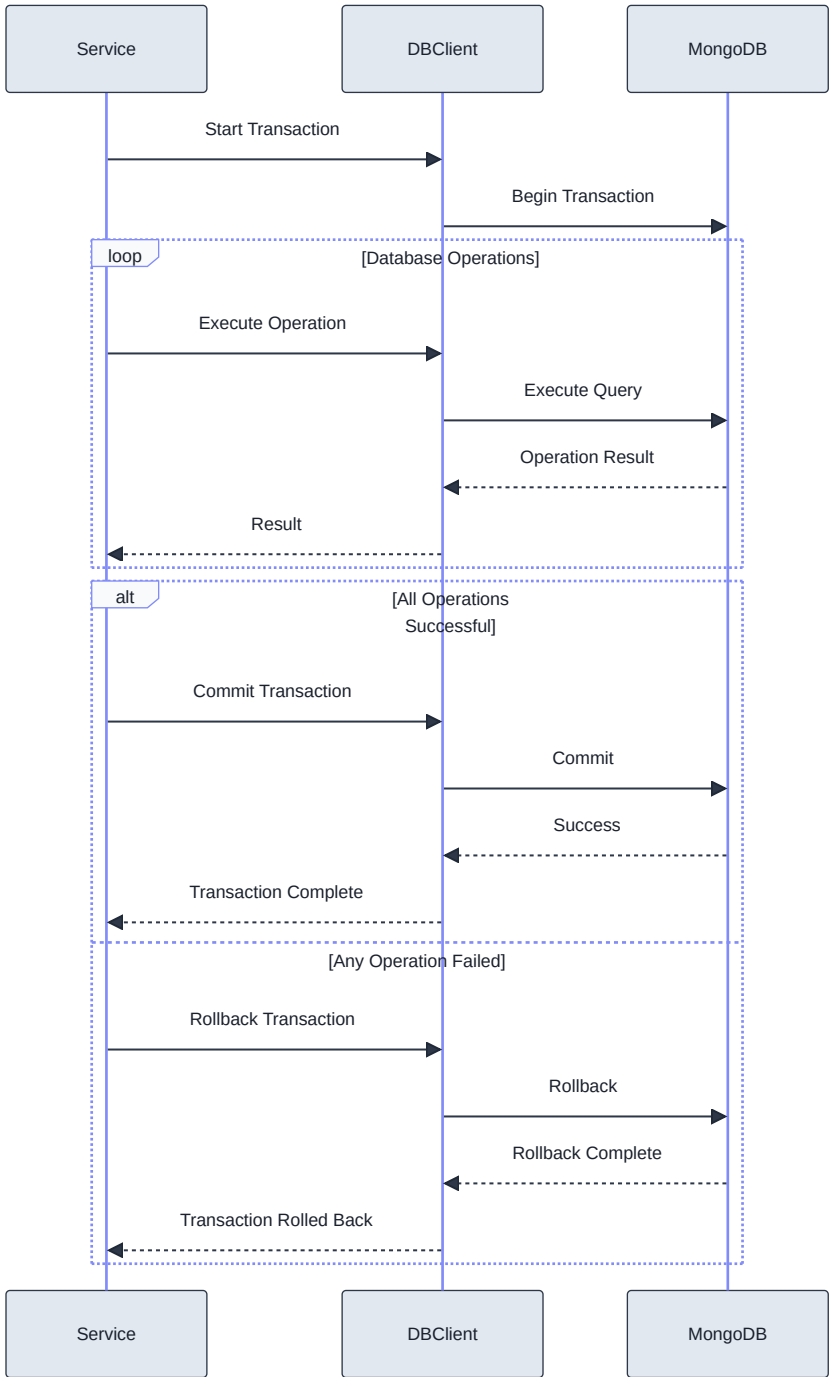 Service
DBClient
MongoDB
Start Transaction
Begin Transaction
loop
[Database Operations]
Execute Operation
Execute Query
Operation Result
Result
alt
[All Operations
Successful]
Commit Transaction
Commit
Success
Transaction Complete
[Any Operation Failed]
Rollback Transaction
Rollback
Rollback Complete
Transaction Rolled Back
Service
DBClient
MongoDB